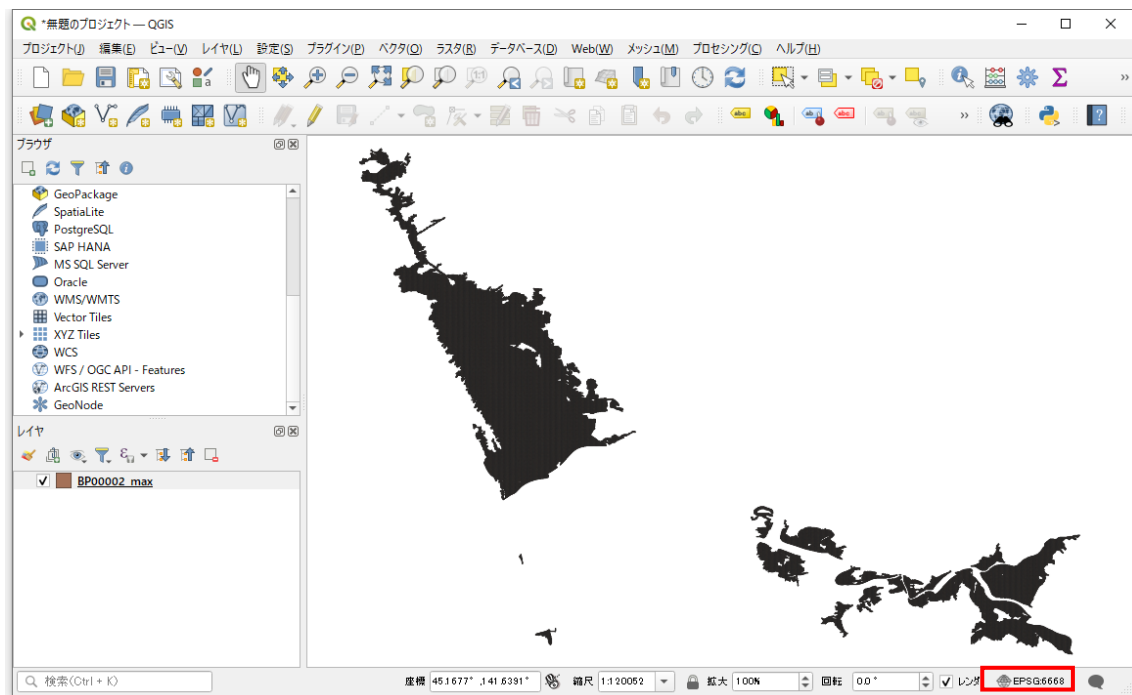 *無題のプロジェクト — QGIS
プロジェクト(J) 編集(E) ビュー(V) レイヤ(L) 設定(S) プラグイン(P) ベクタ(O) ラスタ(R) データベース(D) Web(W) メッシュ(M) プロセシング(C) ヘルプ(H)
ブラウザ
GeoPackage
SpatiaLite
PostgreSQL
SAP HANA
MS SQL Server
Oracle
WMS/WMTS
Vector Tiles
XYZ Tiles
WCS
WFS / OGC API - Features
ArcGIS REST Servers
GeoNode
レイヤ
BP00002_max
検索(Ctrl + K) 座標 45.1677°,141.6391° 縮尺 1:120052 拡大 100% 回転 0.0° レンダ EPSG:6668